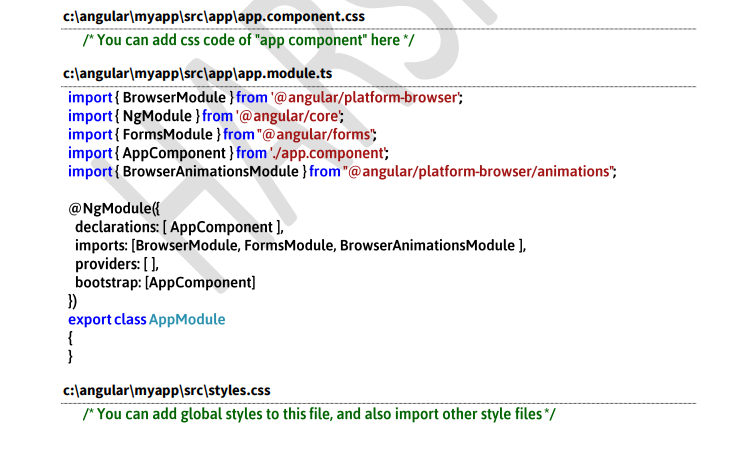 c:\angular\myapp\src\app\app.component.css
/* You can add css code of "app component" here */
c:\angular\myapp\src\app\app.module.ts
import { BrowserModule } from '@angular/platform-browser';
import { NgModule } from '@angular/core';
import { FormsModule } from "@angular/forms";
import { AppComponent } from './app.component';
import { BrowserAnimationsModule } from "@angular/platform-browser/animations";
@NgModule({
declarations: [ AppComponent ],
imports: [BrowserModule, FormsModule, BrowserAnimationsModule ],
providers: [ ],
bootstrap: [AppComponent]
})
export class AppModule
{
}
c:\angular\myapp\src\styles.css
/* You can add global styles to this file, and also import other style files */